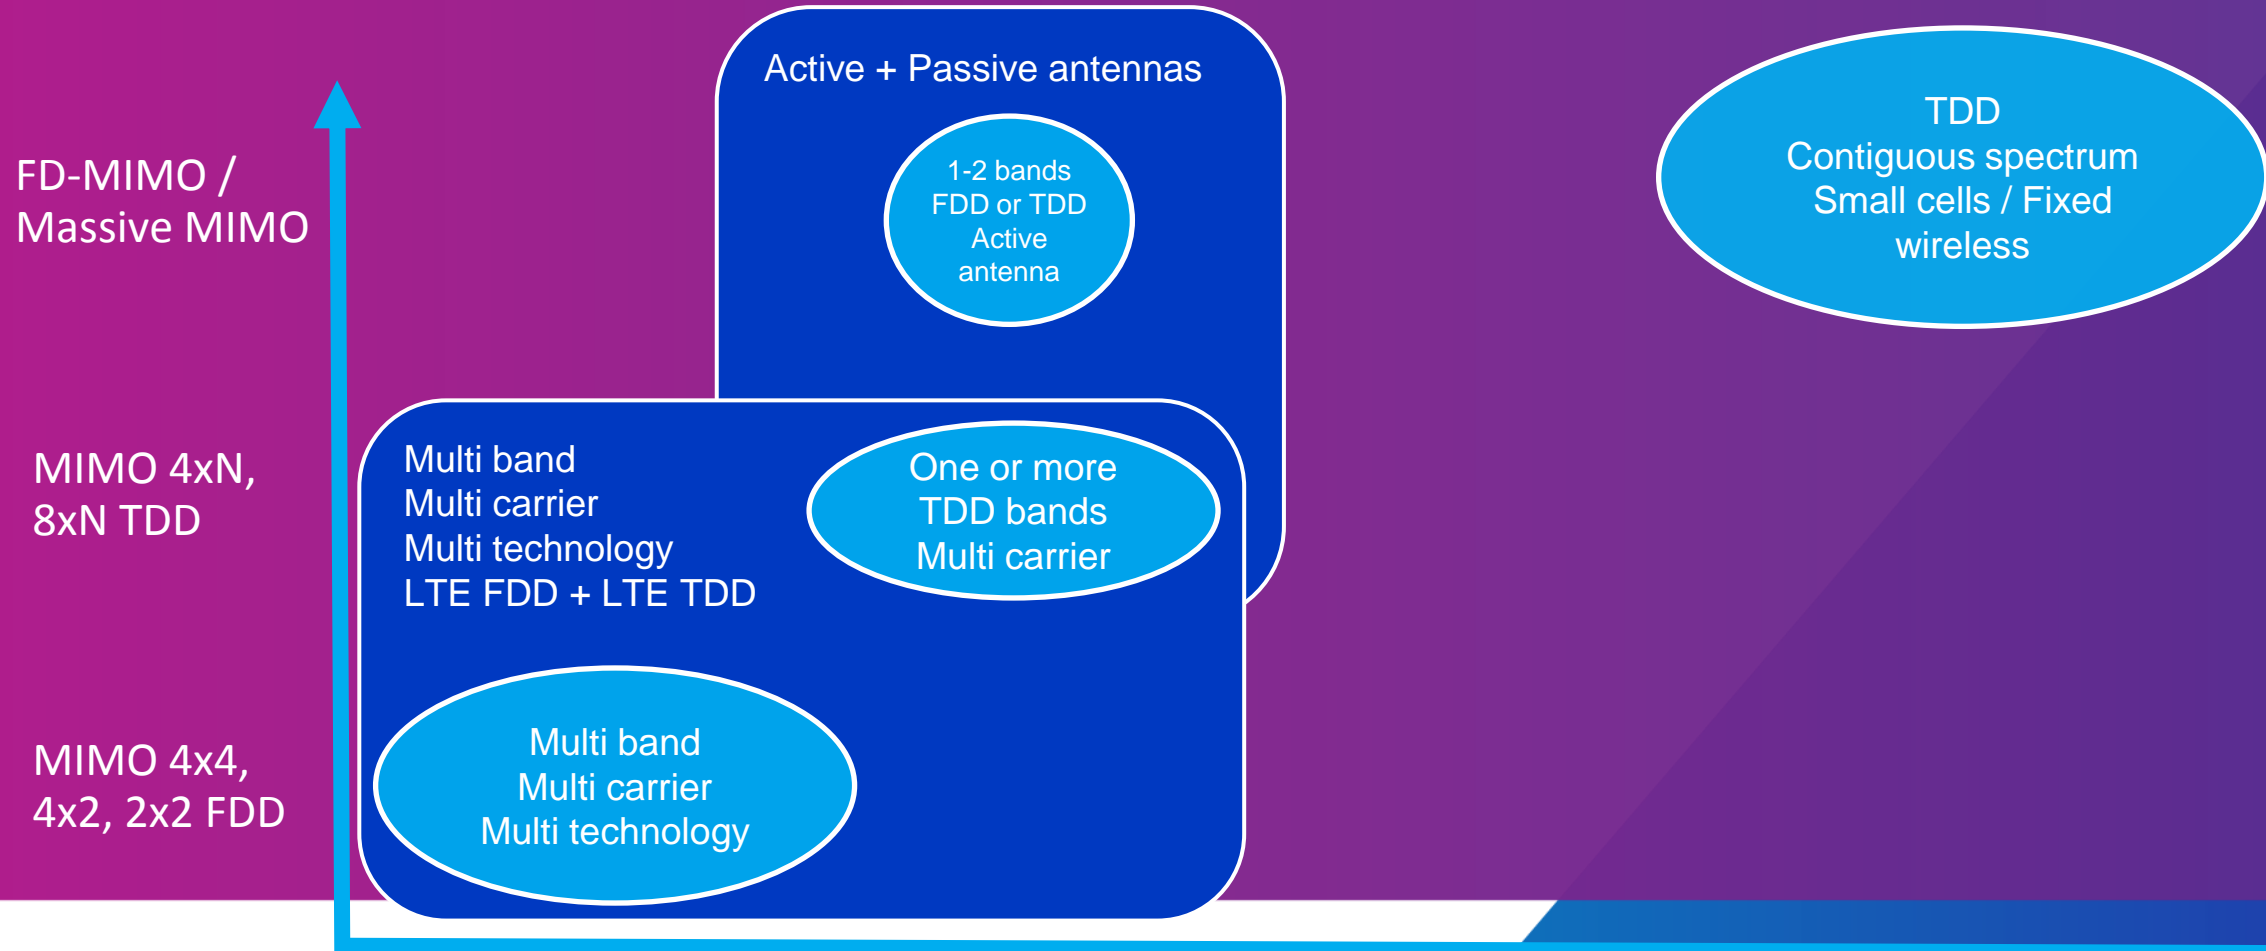 Active + Passive antennas
1-2 bands
FDD or TDD
Active
antenna
TDD
Contiguous spectrum
Small cells / Fixed
wireless
FD-MIMO /
Massive MIMO
MIMO 4xN,
8xN TDD
Multi band
Multi carrier
Multi technology
LTE FDD + LTE TDD
One or more
TDD bands
Multi carrier
MIMO 4x4,
4x2, 2x2 FDD
Multi band
Multi carrier
Multi technology